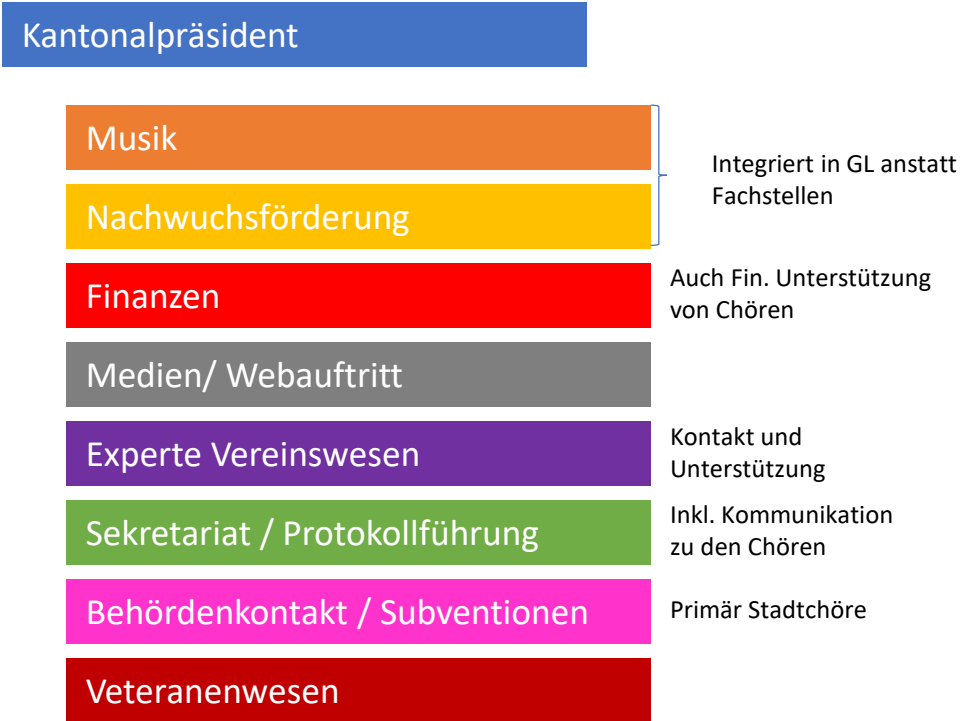 Kantonalpräsident
Musik
Integriert in GL anstatt
Fachstellen
Nachwuchsförderung
Finanzen
Auch Fin. Unterstützung
von Chören
Medien/ Webauftritt
Experte Vereinswesen
Kontakt und
Unterstützung
Sekretariat / Protokollführung
Inkl. Kommunikation
zu den Chören
Behördenkontakt / Subventionen
Primär Stadtchöre
Veteranenwesen